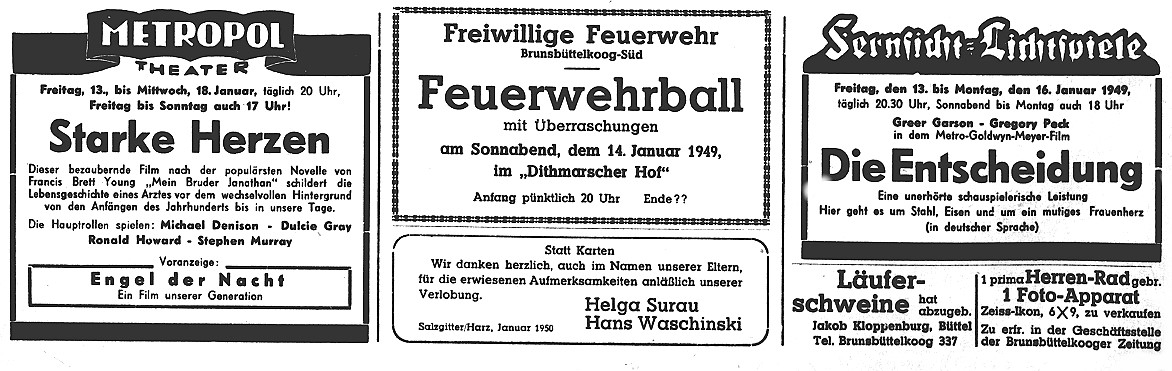 METROPOL
THEATER
Freitag, 13., bis Mittwoch, 18. Januar, täglich 20 Uhr,
Freitag bis Sonntag auch 17 Uhr!
Starke Herzen
Dieser bezaubernde Film nach der populärsten Novelle von
Francis Brett Young „Mein Bruder Janathan“ schildert die
Lebensgeschichte eines Arztes vor dem wechselvollen Hintergrund
von den Anfängen des Jahrhunderts bis in unsere Tage.
Die Hauptrollen spielen: Michael Denison - Dulcie Gray
Ronald Howard - Stephen Murray
Voranzeige:
Engel der Nacht
Ein Film unserer Generation
Freiwillige Feuerwehr
Brunsbüttelkoog-Süd
Feuerwehrball
mit Überraschungen
am Sonnabend, dem 14. Januar 1949,
im „Dithmarscher Hof“
Anfang pünktlich 20 Uhr Ende??
Statt Karten
Wir danken herzlich, auch im Namen unserer Eltern,
für die erwiesenen Aufmerksamkeiten anläßlich unserer
Verlobung.
Helga Surau
Hans Waschinski
Salzgitter/Harz, Januar 1950
Fernsicht-Lichtspiele
Freitag, den 13. bis Montag, den 16. Januar 1949,
täglich 20.30 Uhr, Sonnabend bis Montag auch 18 Uhr
Greer Garson - Gregory Peck
in dem Metro-Goldwyn-Meyer-Film
Die Entscheidung
Eine unerhörte schauspielerische Leistung
Hier geht es um Stahl, Eisen und um ein mutiges Frauenherz
(in deutscher Sprache)
Läufer-
schweine hat
abzugeb.
Jakob Kloppenburg, Büttel
Tel. Brunsbüttelkoog 337
1 prima Herren-Rad gebr.
1 Foto-Apparat
Zeiss-Ikon, 6X9, zu verkaufen
Zu erfr. in der Geschäftsstelle
der Brunsbüttelkooger Zeitung